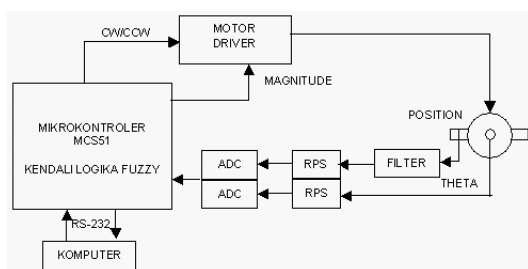 CW/CCW
MOTOR
DRIVER
MAGNITUDE
MIKROKONTROLER
MCS51
KENDALI LOGIKA FUZZY
POSITION
ADC
RPS
FILTER
THETA
ADC
RPS
RS-232
KOMPUTER